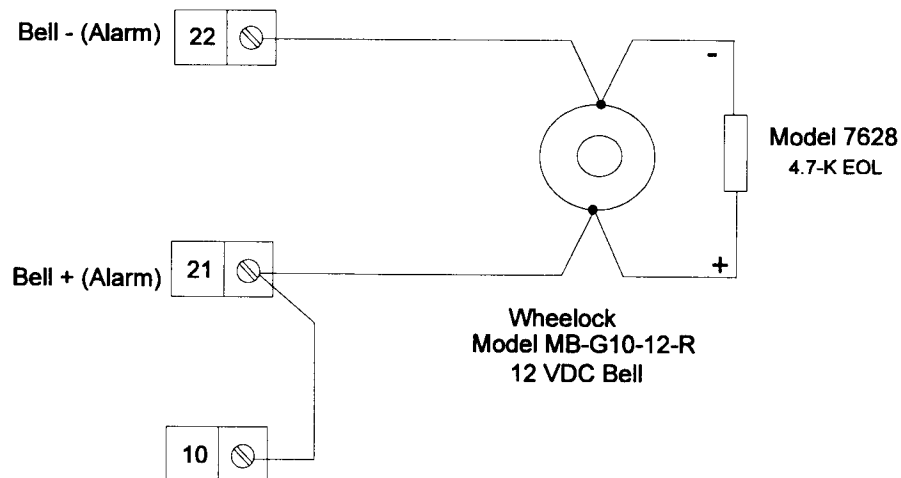 Bell - (Alarm)
22
-
Model 7628
4.7-K EOL
Bell + (Alarm)
21
+
Wheelock
Model MB-G10-12-R
12 VDC Bell
10